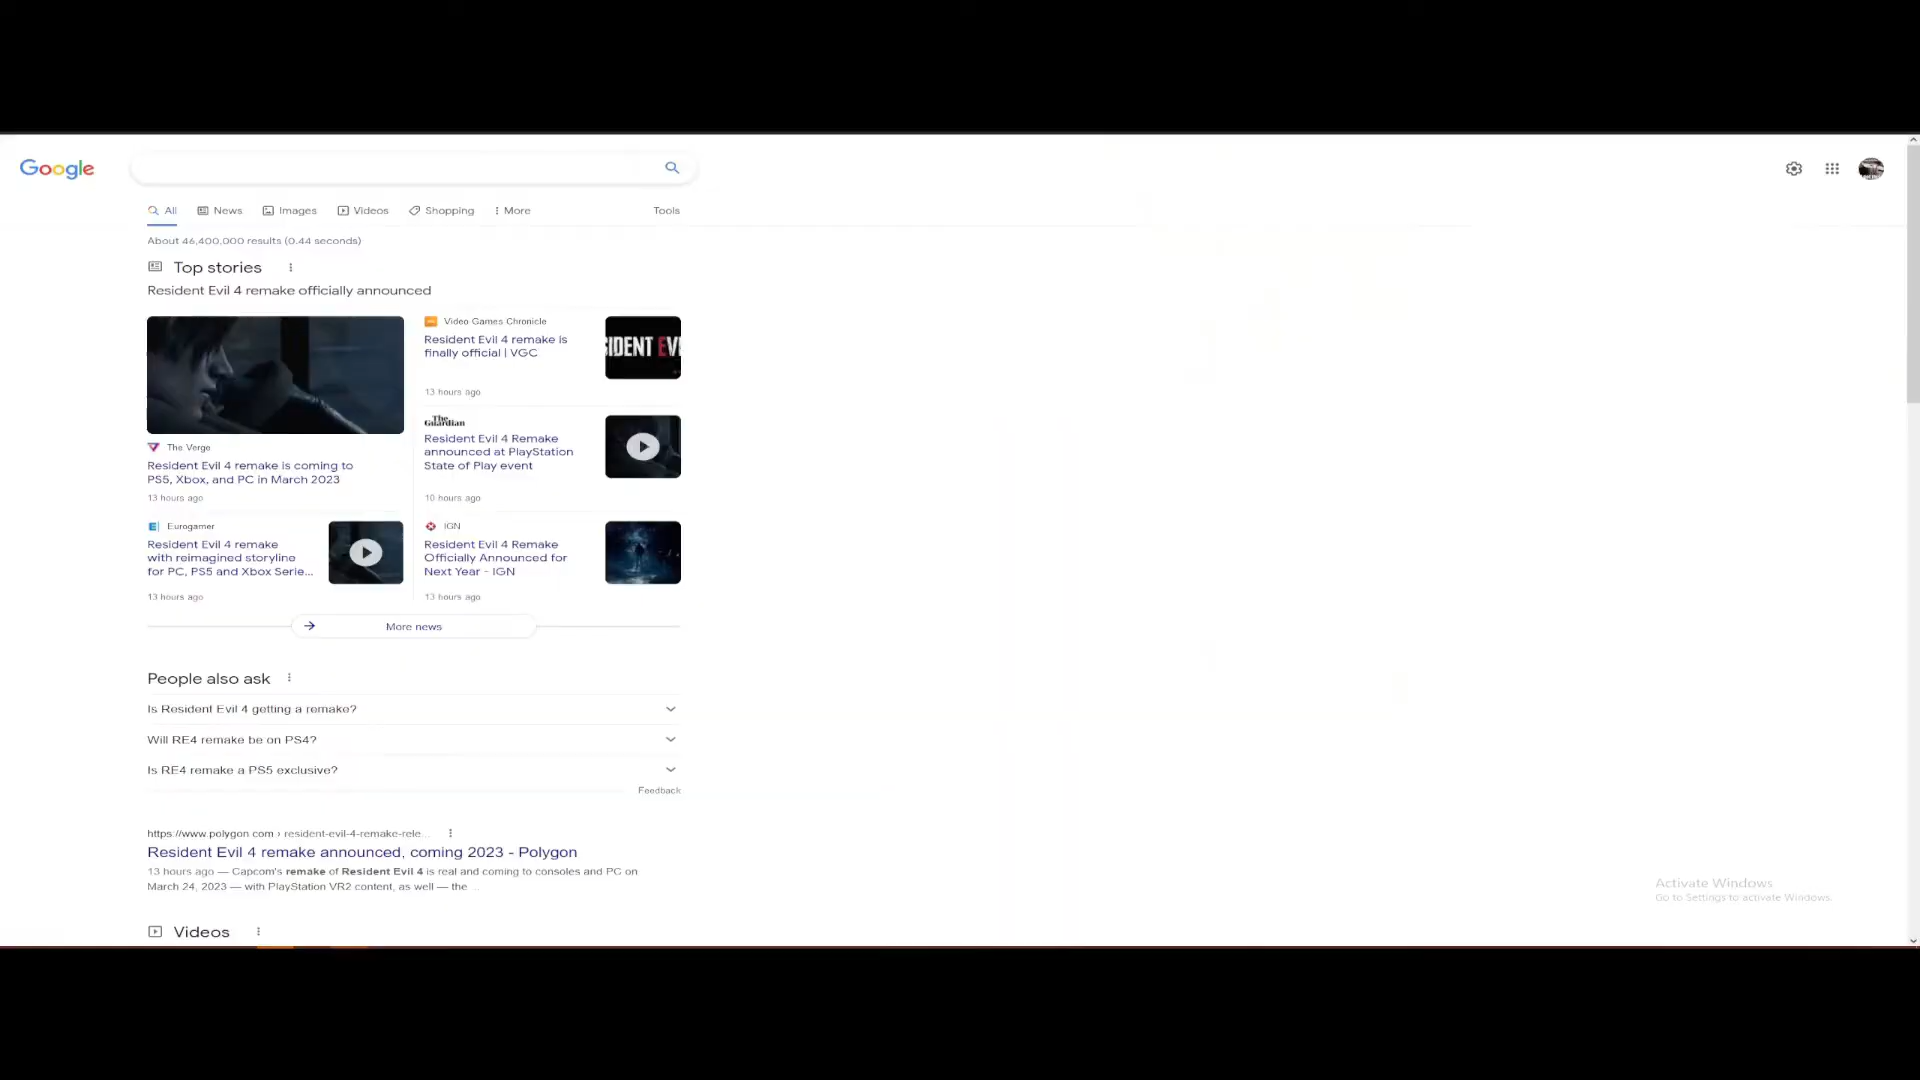 Google
All News Images Videos Shopping More Tools
About 46,400,000 results (0.44 seconds)
Top stories
Resident Evil 4 remake officially announced
The Verge
Resident Evil 4 remake is coming to
PS5, Xbox, and PC in March 2023
13 hours ago
Video Games Chronicle
Resident Evil 4 remake is
finally official | VGC
13 hours ago
IDENT EVI
The Guardian
Resident Evil 4 Remake
announced at PlayStation
State of Play event
10 hours ago
Eurogamer
Resident Evil 4 remake
with reimagined storyline
for PC, PS5 and Xbox Serie...
13 hours ago
IGN
Resident Evil 4 Remake
Officially Announced for
Next Year - IGN
13 hours ago
More news
People also ask
Is Resident Evil 4 getting a remake?
Will RE4 remake be on PS4?
Is RE4 remake a PS5 exclusive?
Feedback
https://www.polygon.com › resident-evil-4-remake-rele...
Resident Evil 4 remake announced, coming 2023 - Polygon
13 hours ago — Capcom's remake of Resident Evil 4 is real and coming to consoles and PC on
March 24, 2023 — with PlayStation VR2 content, as well — the ...
Videos
Activate Windows
Go to Settings to activate Windows.